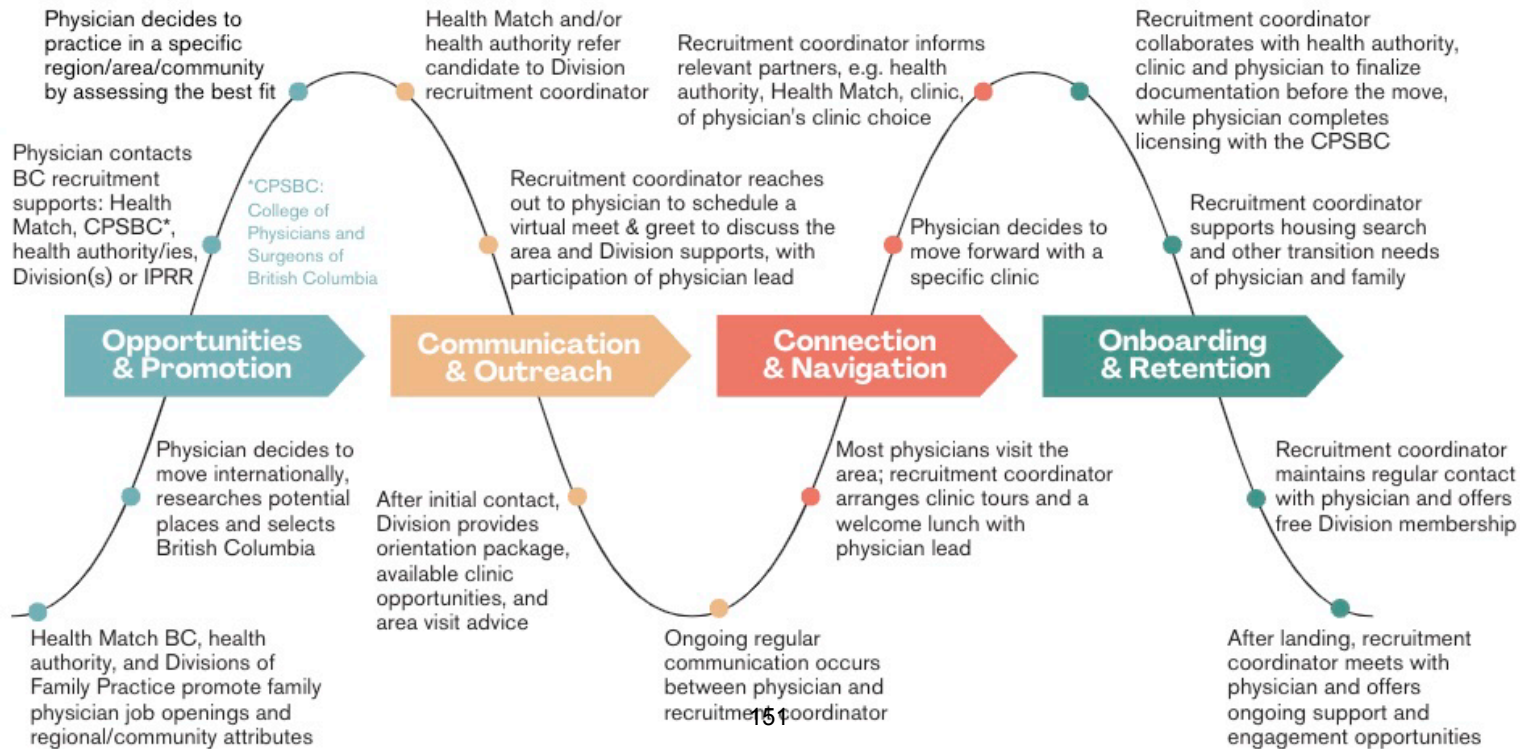 Physician decides to
practice in a specific
region/area/community
by assessing the best fit
Health Match and/or
health authority refer
candidate to Division
recruitment coordinator
Recruitment coordinator informs
relevant partners, e.g. health
authority, Health Match, clinic,
of physician's clinic choice
Recruitment coordinator
collaborates with health authority,
clinic and physician to finalize
documentation before the move,
while physician completes
licensing with the CPSBC
Physician contacts
BC recruitment
supports: Health
Match, CPSBC*,
health authority/ies,
Division(s) or IPRR
*CPSBC:
College of
Physicians and
Surgeons of
British Columbia
Recruitment coordinator reaches
out to physician to schedule a
virtual meet & greet to discuss the
area and Division supports, with
participation of physician lead
Physician decides to
move forward with a
specific clinic
Recruitment coordinator
supports housing search
and other transition needs
of physician and family
Opportunities
& Promotion
Communication
& Outreach
Connection
& Navigation
Onboarding
& Retention
Physician decides to
move internationally,
researches potential
places and selects
British Columbia
After initial contact,
Division provides
orientation package,
available clinic
opportunities, and
area visit advice
Most physicians visit the
area; recruitment coordinator
arranges clinic tours and a
welcome lunch with
physician lead
Recruitment coordinator
maintains regular contact
with physician and offers
free Division membership
Health Match BC, health
authority, and Divisions of
Family Practice promote family
physician job openings and
regional/community attributes
Ongoing regular
communication occurs
between physician and
recruitment coordinator
151
After landing, recruitment
coordinator meets with
physician and offers
ongoing support and
engagement opportunities